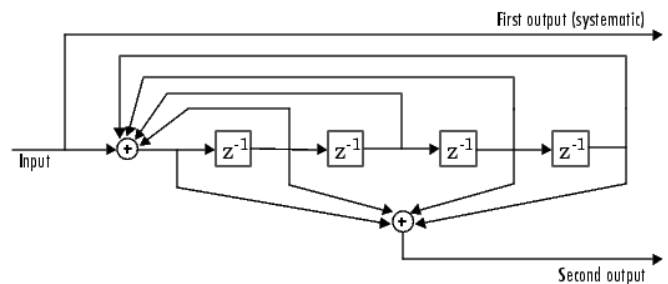 First output (systematic)
+
z⁻¹
z⁻¹
z⁻¹
z⁻¹
Input
+
Second output